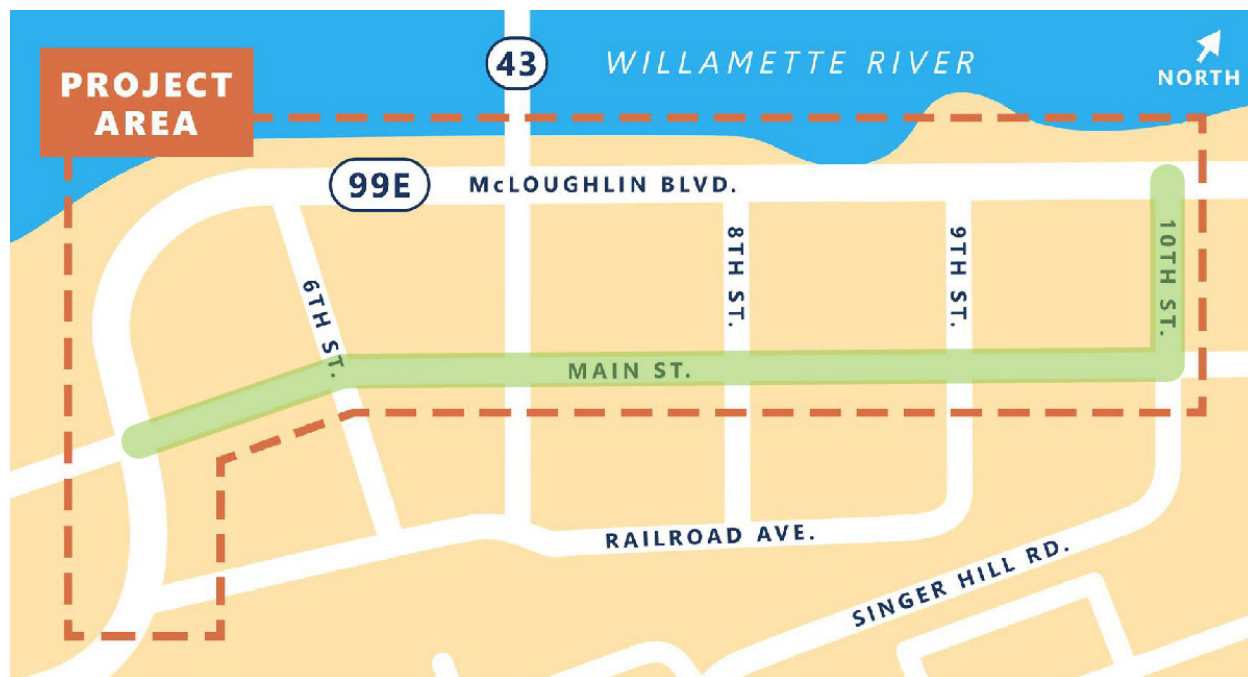 PROJECT
AREA
43
WILLAMETTE RIVER
NORTH
99E
McLOUGHLIN BLVD.
6TH ST.
8TH ST.
9TH ST.
10TH ST.
MAIN ST.
RAILROAD AVE.
SINGER HILL RD.